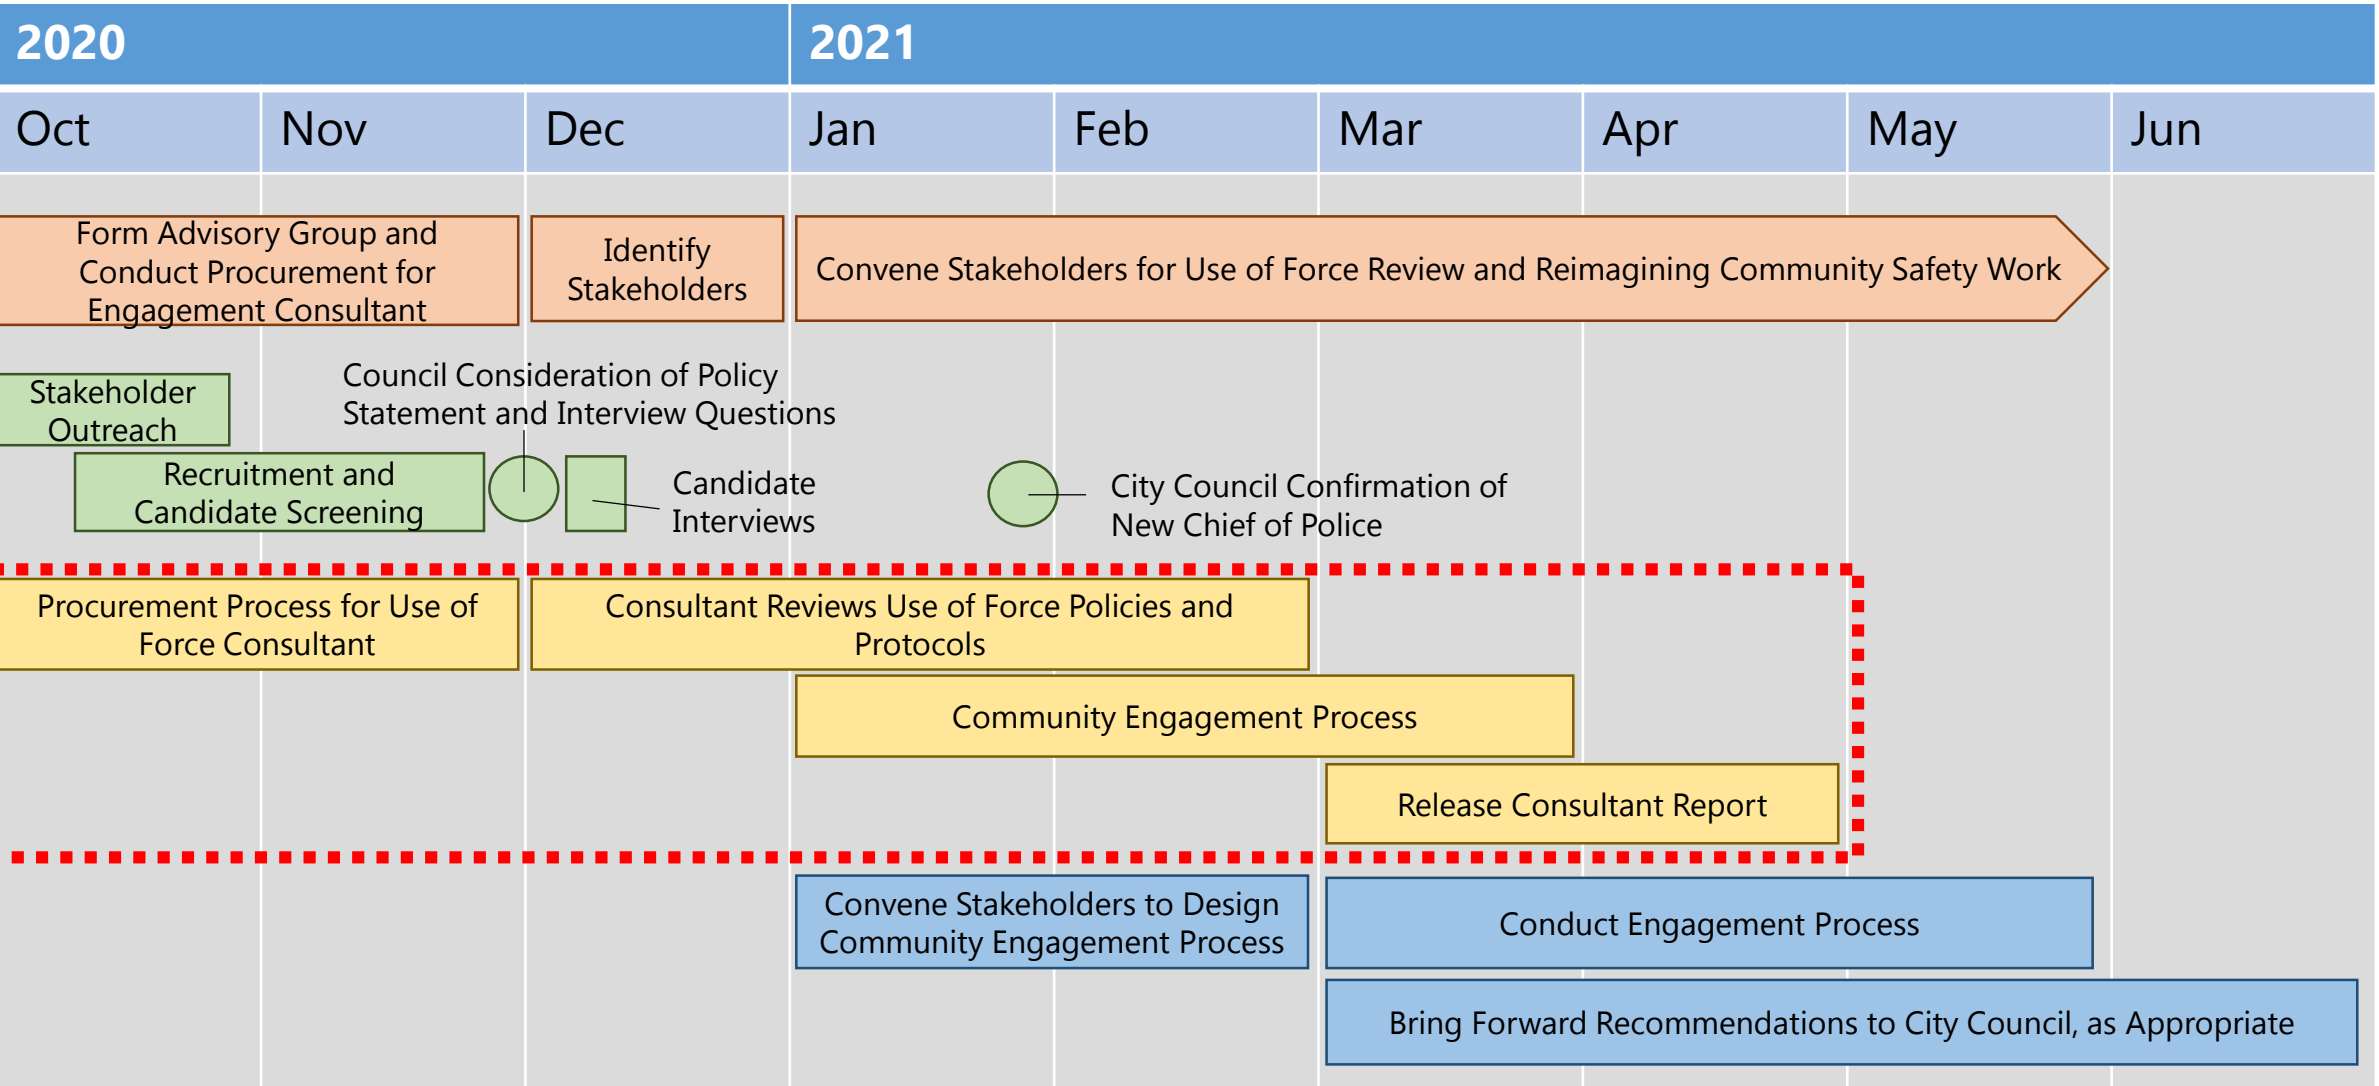 2020
2021
Oct
Nov
Dec
Jan
Feb
Mar
Apr
May
Jun
Form Advisory Group and
Conduct Procurement for
Engagement Consultant
Identify
Stakeholders
Convene Stakeholders for Use of Force Review and Reimagining Community Safety Work
Stakeholder
Outreach
Council Consideration of Policy
Statement and Interview Questions
Recruitment and
Candidate Screening
Candidate
Interviews
City Council Confirmation of
New Chief of Police
Procurement Process for Use of
Force Consultant
Consultant Reviews Use of Force Policies and
Protocols
Community Engagement Process
Release Consultant Report
Convene Stakeholders to Design
Community Engagement Process
Conduct Engagement Process
Bring Forward Recommendations to City Council, as Appropriate